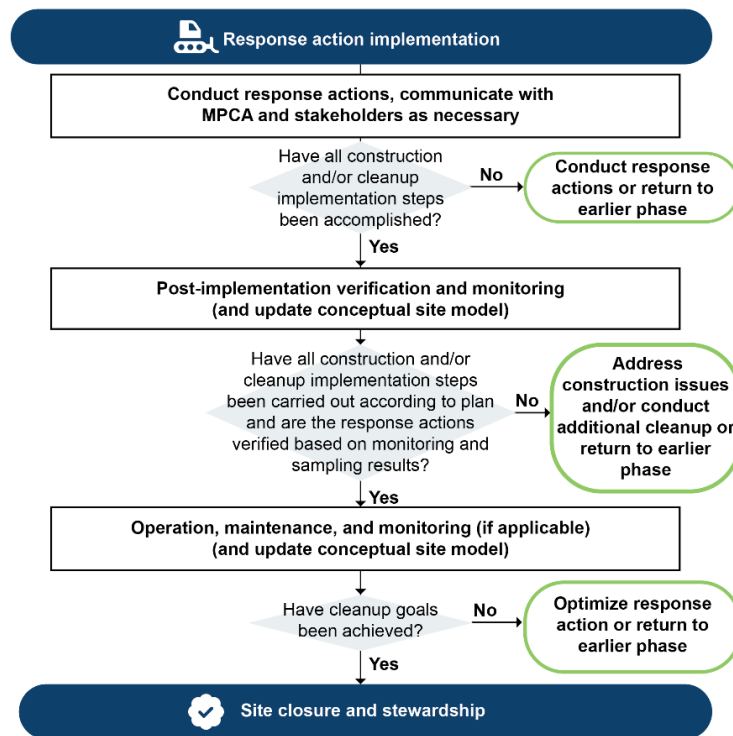 Response action implementation
Conduct response actions, communicate with
MPCA and stakeholders as necessary
Have all construction
and/or cleanup
implementation steps
been accomplished?
No
Conduct response
actions or return to
earlier phase
Yes
Post-implementation verification and monitoring
(and update conceptual site model)
Have all construction and/or
cleanup implementation steps
been carried out according to plan
and are the response actions
verified based on monitoring and
sampling results?
No
Address
construction issues
and/or conduct
additional cleanup or
return to earlier
phase
Yes
Operation, maintenance, and monitoring (if applicable)
(and update conceptual site model)
Have cleanup goals
been achieved?
No
Optimize response
action or return to
earlier phase
Yes
Site closure and stewardship